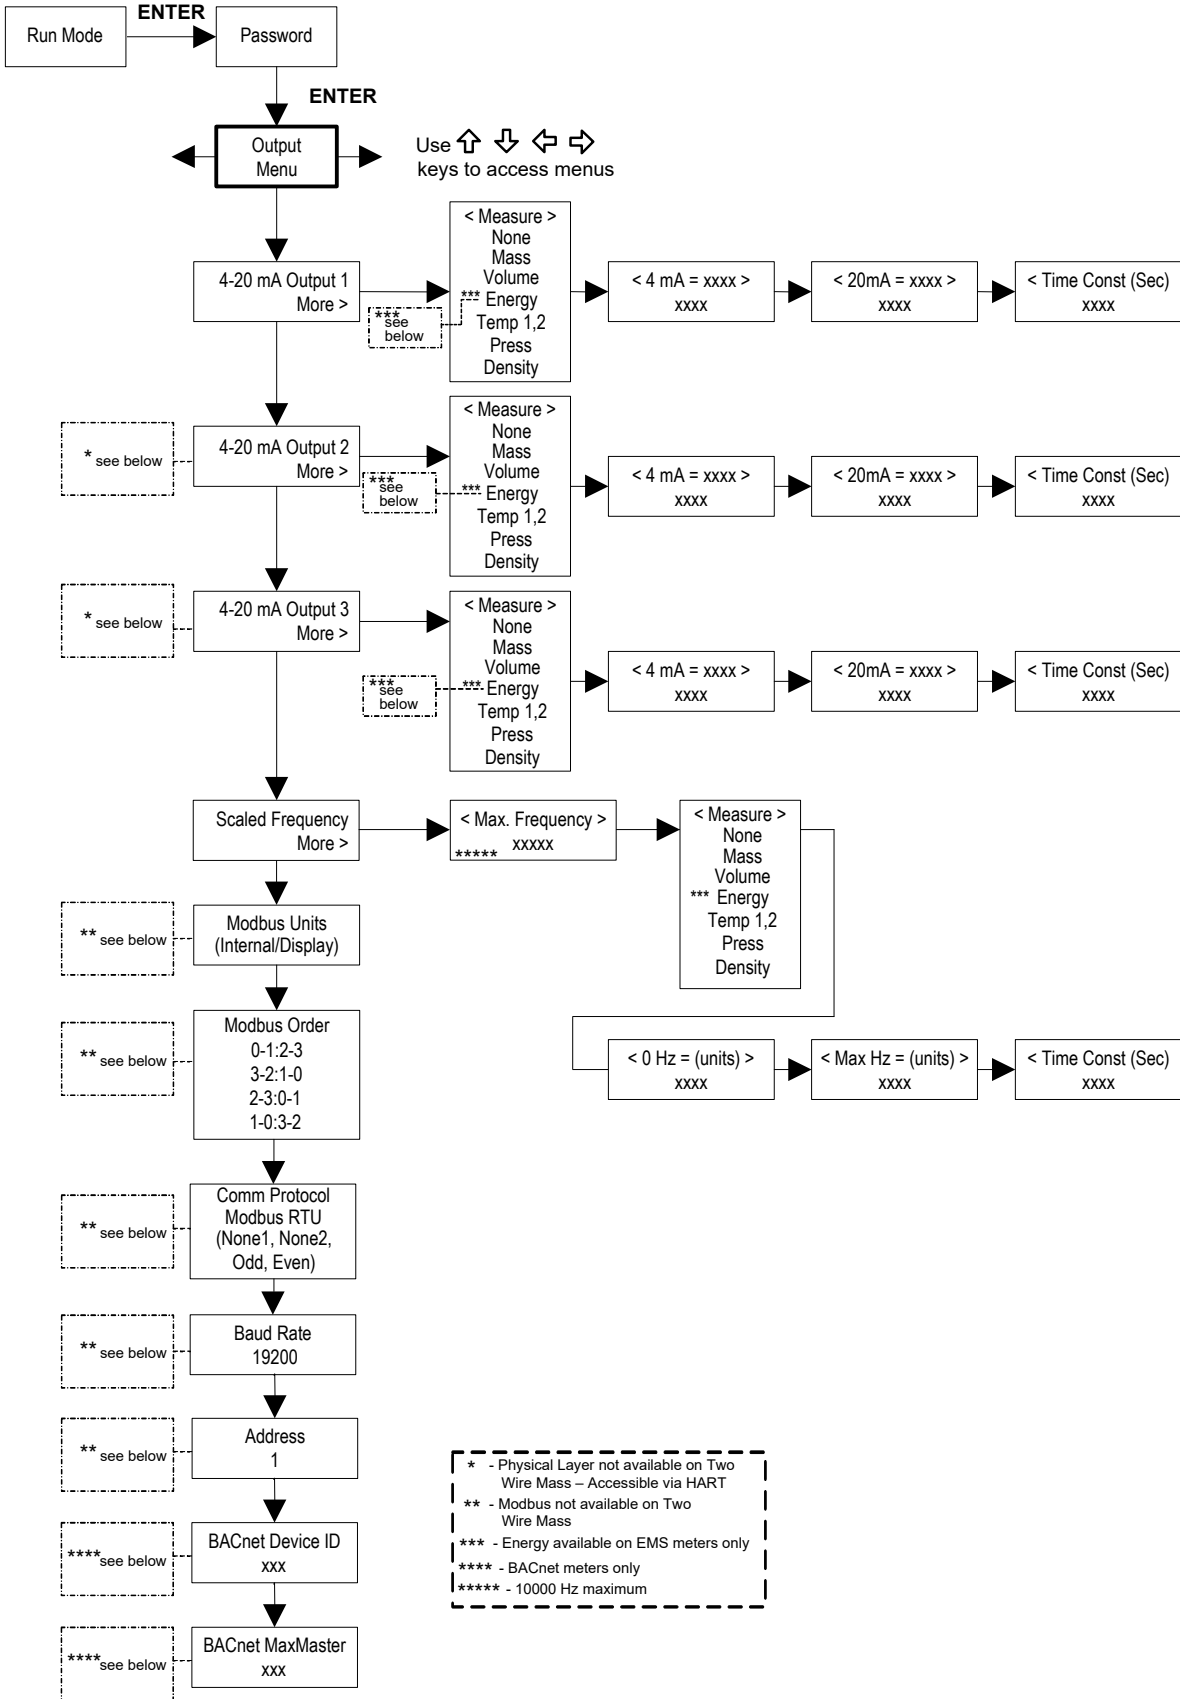 ENTER
Run Mode
Password
ENTER
Output
Menu
Use
keys to access menus
4-20 mA Output 1
More >
***
see
below
< Measure >
None
Mass
Volume
*** Energy
Temp 1,2
Press
Density
< 4 mA = xxxx >
xxxx
< 20mA = xxxx >
xxxx
< Time Const (Sec)
xxxx
* see below
4-20 mA Output 2
More >
***
see
below
< Measure >
None
Mass
Volume
*** Energy
Temp 1,2
Press
Density
< 4 mA = xxxx >
xxxx
< 20mA = xxxx >
xxxx
< Time Const (Sec)
xxxx
* see below
4-20 mA Output 3
More >
***
see
below
< Measure >
None
Mass
Volume
*** Energy
Temp 1,2
Press
Density
< 4 mA = xxxx >
xxxx
< 20mA = xxxx >
xxxx
< Time Const (Sec)
xxxx
Scaled Frequency
More >
< Max. Frequency >
xxxxx
*****
< Measure >
None
Mass
Volume
*** Energy
Temp 1,2
Press
Density
< 0 Hz = (units) >
xxxx
< Max Hz = (units) >
xxxx
< Time Const (Sec)
xxxx
** see below
Modbus Units
(Internal/Display)
** see below
Modbus Order
0-1:2-3
3-2:1-0
2-3:0-1
1-0:3-2
** see below
Comm Protocol
Modbus RTU
(None1, None2,
Odd, Even)
** see below
Baud Rate
19200
** see below
Address
1
**** see below
BACnet Device ID
xxx
**** see below
BACnet MaxMaster
xxx
* - Physical Layer not available on Two
Wire Mass – Accessible via HART
** - Modbus not available on Two
Wire Mass
*** - Energy available on EMS meters only
**** - BACnet meters only
***** - 10000 Hz maximum